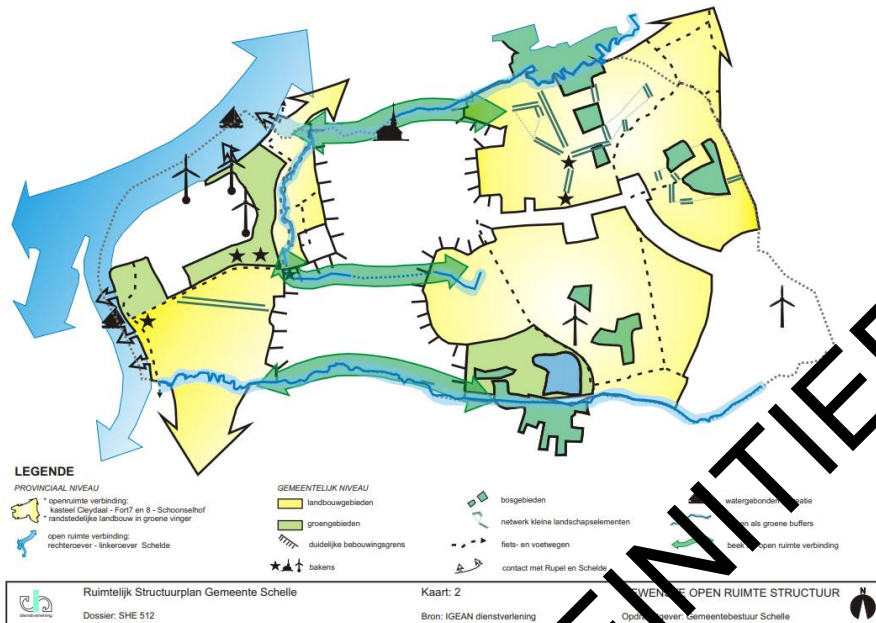 LEGENDE
PROVINCIAAL NIVEAU
* openruimte verbinding:
kasteel Cleydaal - Fort7 en 8 - Schoonselhof
* randstedelijke landbouw in groene vinger
open ruimte verbinding:
rechteroever - linkeroever Schelde
GEMEENTELIJK NIVEAU
landbouwgebieden
groengebieden
duidelijke bebouwingsgrens
bakens
bosgebieden
netwerk kleine landschapselementen
fiets- en voetwegen
contact met Rupel en Schelde
watergebonden
als groene buffers
open ruimte verbinding
dienstverlening
Ruimtelijk Structuurplan Gemeente Schelle
Dossier: SHE 512
Kaart: 2
Bron: IGEAN dienstverlening
OPEN RUIMTE STRUCTUUR
Gemeentebestuur Schelle
N